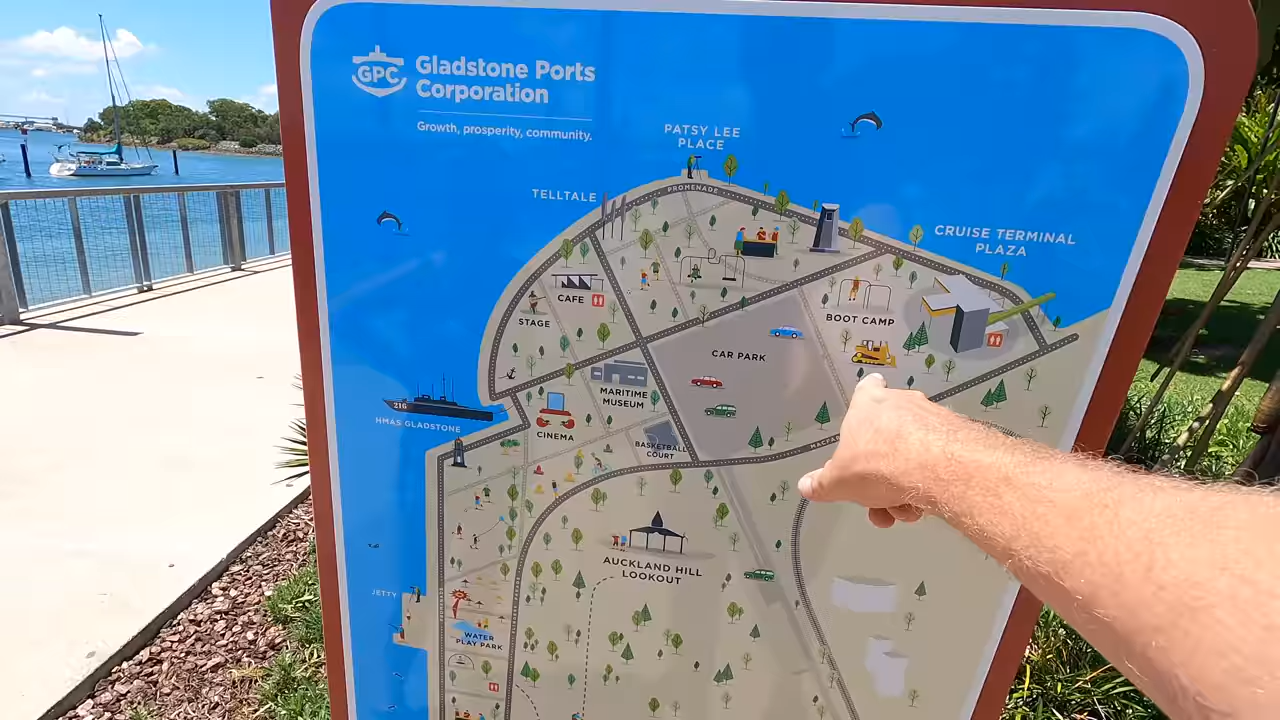 GPC
Gladstone Ports
Corporation
Growth, prosperity, community.
PATSY LEE
PLACE
PROMENADE
TELLTALE
CRUISE TERMINAL
PLAZA
CAFE
STAGE
BOOT CAMP
CAR PARK
MARITIME
MUSEUM
216
HMAS GLADSTONE
CINEMA
BASKETBALL
COURT
AUCKLAND HILL
LOOKOUT
JETTY
WATER
PLAY PARK